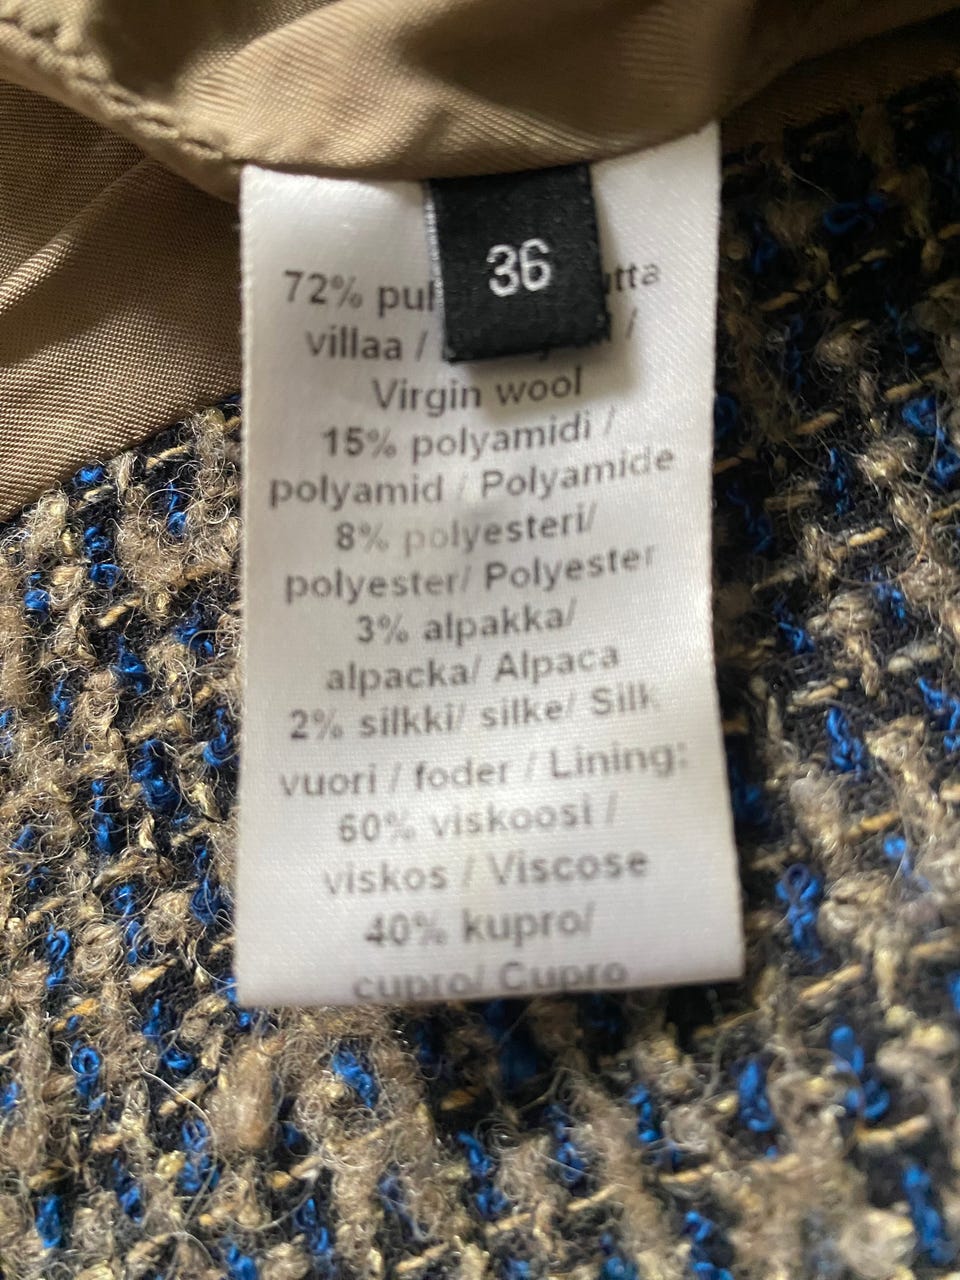 36
72%
villaa /
Virgin wool
15% polyamidi /
polyamid / Polyamide
8% polyesteri/
polyester/ Polyester
3% alpakka/
alpacka/ Alpaca
2% silkki/ silke/ Silk
vuori / foder / Lining:
60% viskoosi /
viskos / Viscose
40% kupro/
cupro/ Cupro